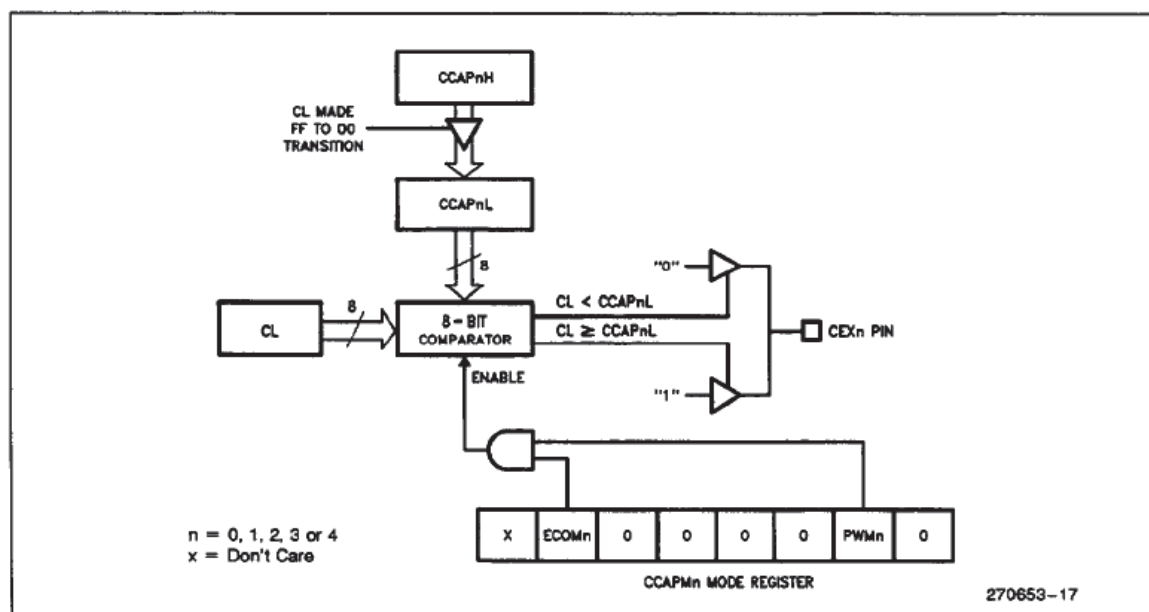 CCAPnH
CL MADE
FF TO 00
TRANSITION
CCAPnL
8
"0"
CL < CCAPnL
8
CL
8-BIT
COMPARATOR
CL ≥ CCAPnL
CEXn PIN
ENABLE
"1"
n = 0, 1, 2, 3 or 4
x = Don't Care
X ECOMn 0 0 0 0 PWMn 0
CCAPMn MODE REGISTER
270653-17